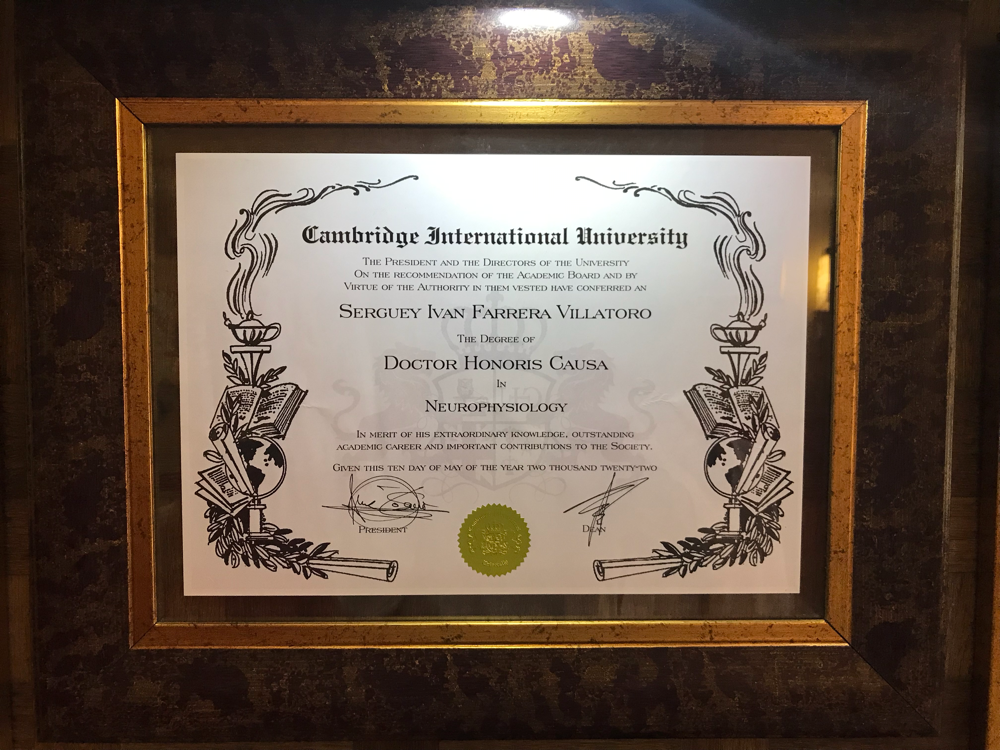 Cambridge International University
The President and the Directors of the University
On the recommendation of the Academic Board and by
Virtue of the Authority in them vested have conferred an
Serguey Ivan Farrera Villatoro
The Degree of
Doctor Honoris Causa
In
Neurophysiology
In merit of his extraordinary knowledge, outstanding
academic career and important contributions to the Society.
Given this ten day of may of the year two thousand twenty-two
President
Dean